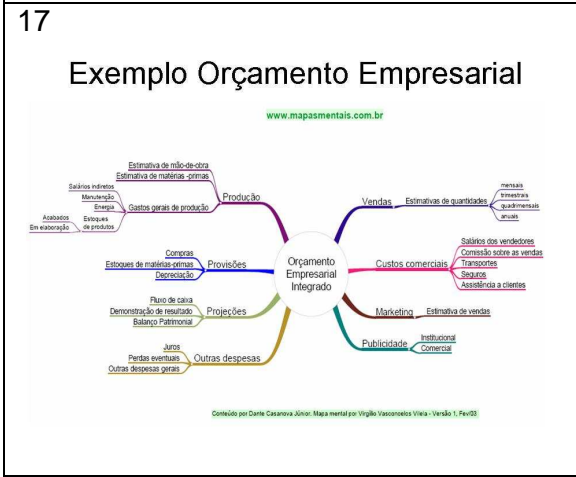 17
Exemplo Orçamento Empresarial
www.mapasmentais.com.br
Orçamento
Empresarial
Integrado
Produção
Estimativa de mão-de-obra
Estimativa de matérias -primas
Gastos gerais de produção
Salários indiretos
Manutenção
Energia
Estoques
de produtos
Acabados
Em elaboração
Provisões
Compras
Estoques de matérias-primas
Depreciação
Projeções
Fluxo de caixa
Demonstração de resultado
Balanço Patrimonial
Outras despesas
Juros
Perdas eventuais
Outras despesas gerais
Vendas
Estimativas de quantidades
mensais
trimestrais
quadrimensais
anuais
Custos comerciais
Salários dos vendedores
Comissão sobre as vendas
Transportes
Seguros
Assistência a clientes
Marketing
Estimativa de vendas
Publicidade
Institucional
Comercial
Conteúdo por Dante Casanova Júnior. Mapa mental por Virgílio Vasconcelos Vilela - Versão 1, Fev/03